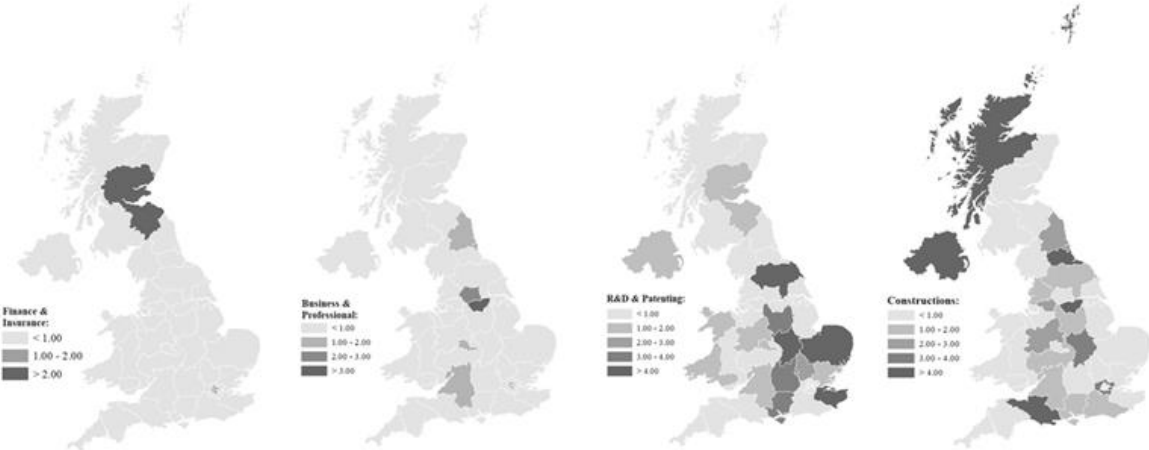 Finance &
Insurance:
< 1.00
1.00 - 2.00
> 2.00
Business &
Professional:
< 1.00
1.00 - 2.00
2.00 - 3.00
> 3.00
R&D & Patenting:
< 1.00
1.00 - 2.00
2.00 - 3.00
3.00 - 4.00
> 4.00
Constructions:
< 1.00
1.00 - 2.00
2.00 - 3.00
3.00 - 4.00
> 4.00